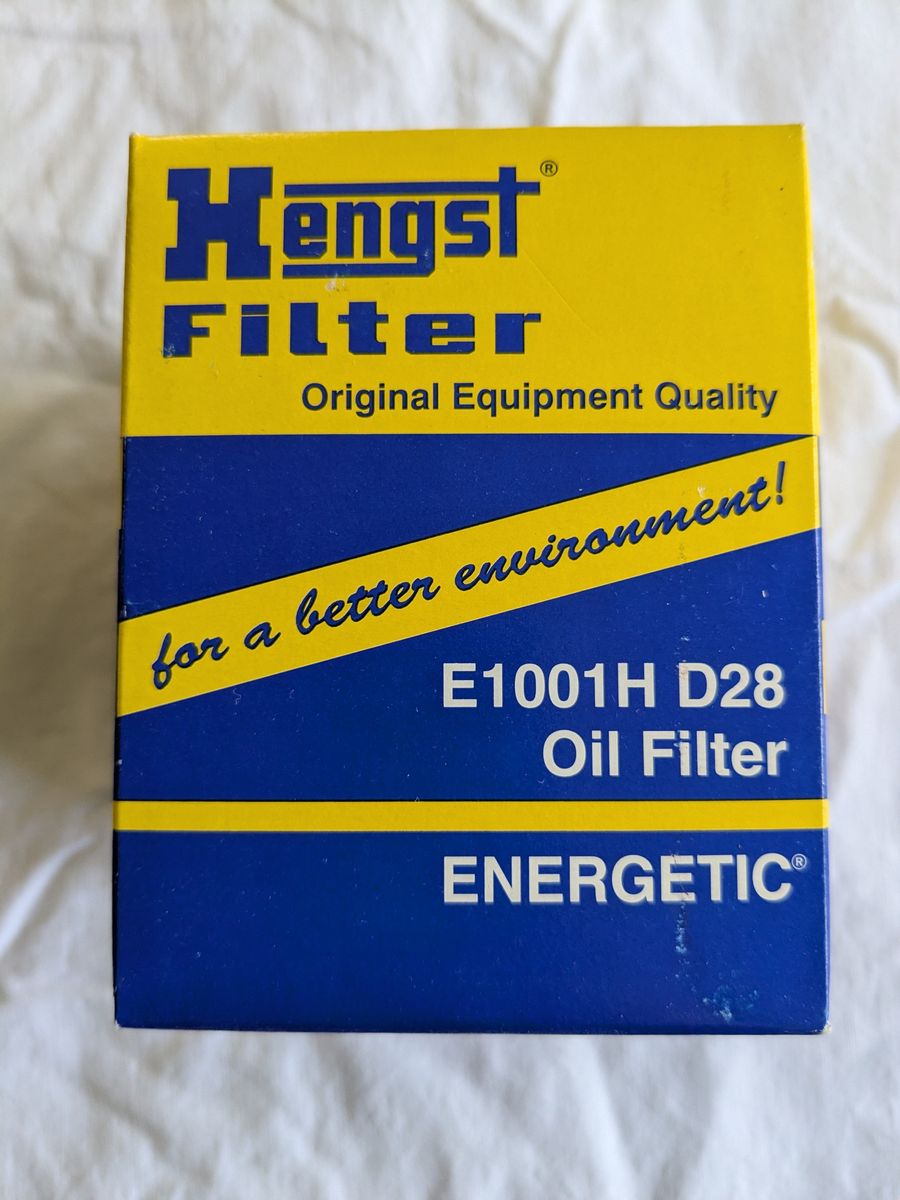 Hengst®
Filter
Original Equipment Quality
for a better environment!
E1001H D28
Oil Filter
ENERGETIC®